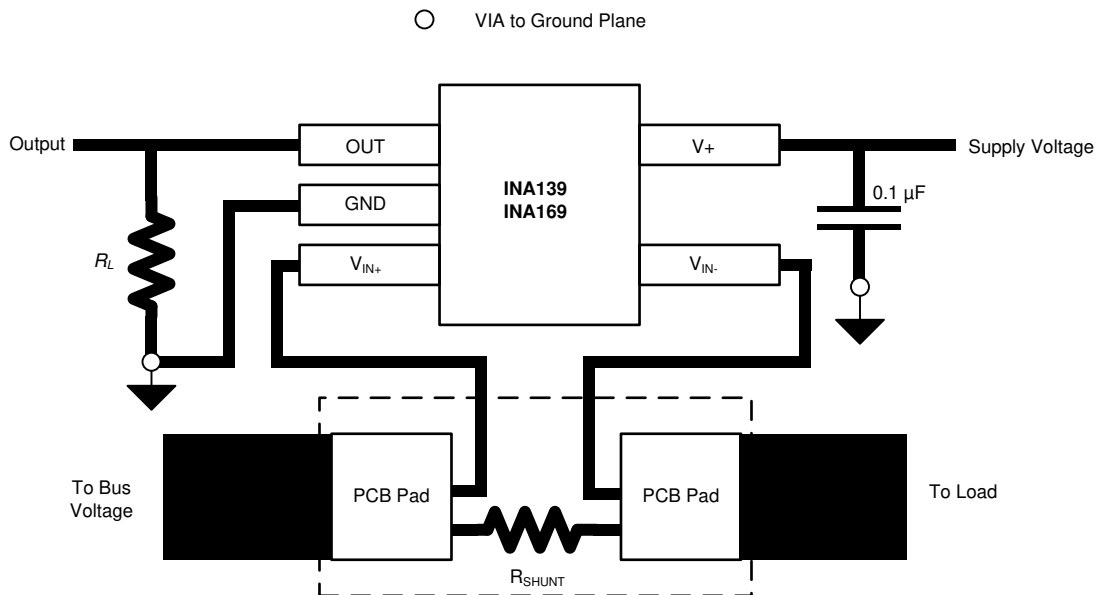 VIA to Ground Plane
Output
OUT
V+
Supply Voltage
INA139
INA169
0.1 µF
GND
R_L
V_IN+
V_IN-
To Bus
Voltage
PCB Pad
PCB Pad
To Load
R_SHUNT